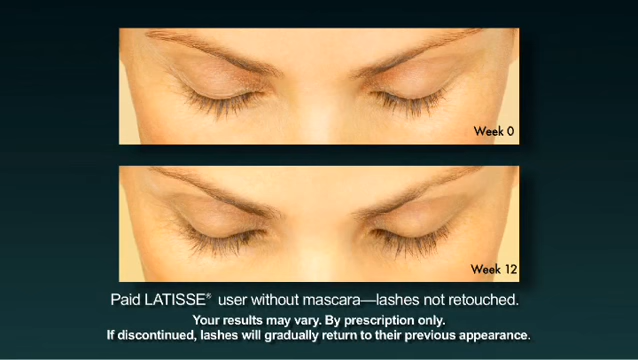 Week 0
Week 12
Paid LATISSE® user without mascara—lashes not retouched.
Your results may vary. By prescription only.
If discontinued, lashes will gradually return to their previous appearance.